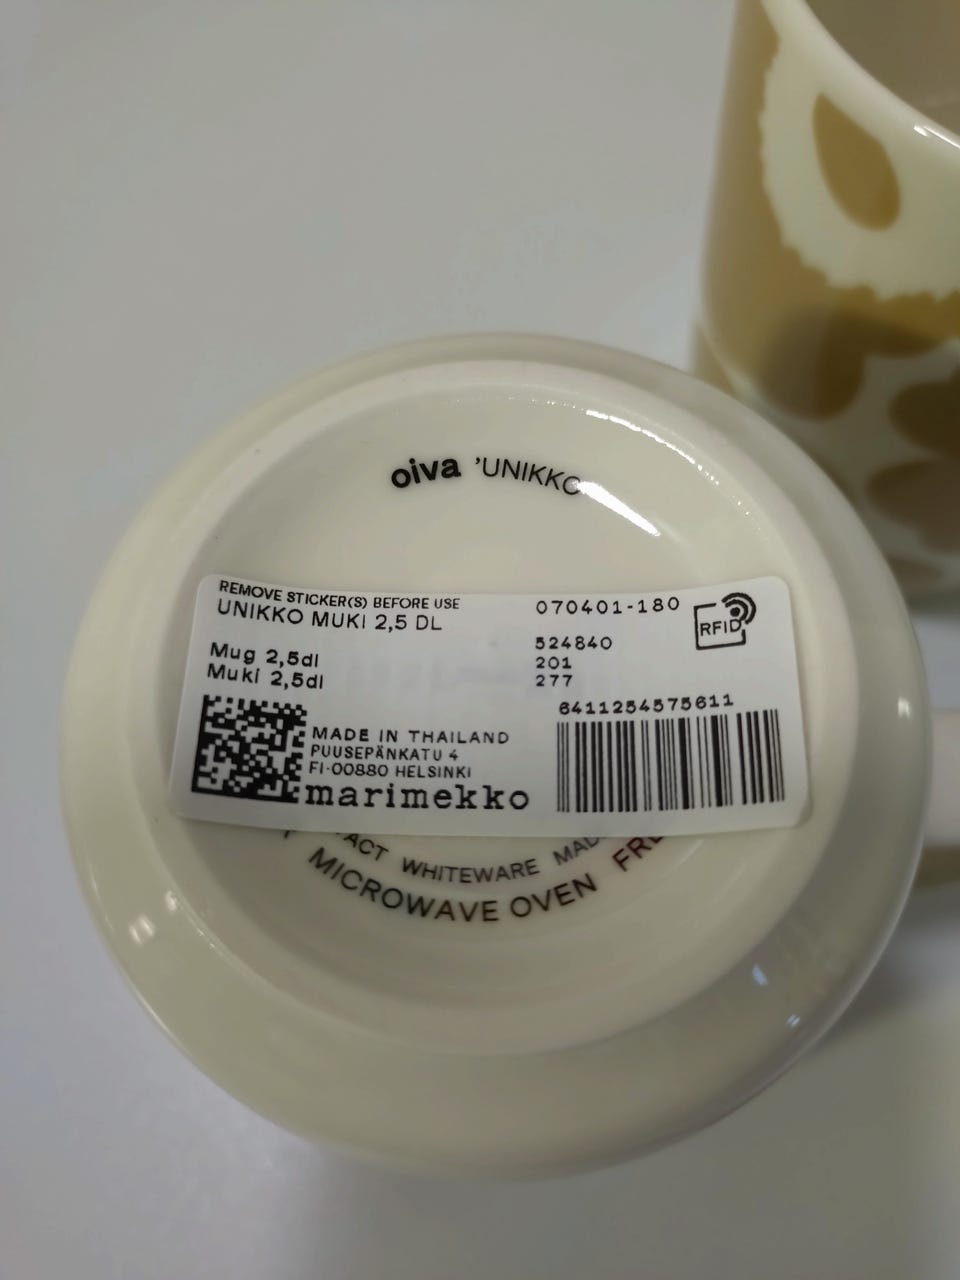 oiva 'UNIKKO
REMOVE STICKER(S) BEFORE USE
UNIKKO MUKI 2,5 DL
070401-180
RFID
524840
201
277
Mug 2,5dl
Muki 2,5dl
6411254575611
MADE IN THAILAND
PUUSEPÄNKATU 4
FI-00880 HELSINKI
marimekko
WHITEWARE
MICROWAVE OVEN